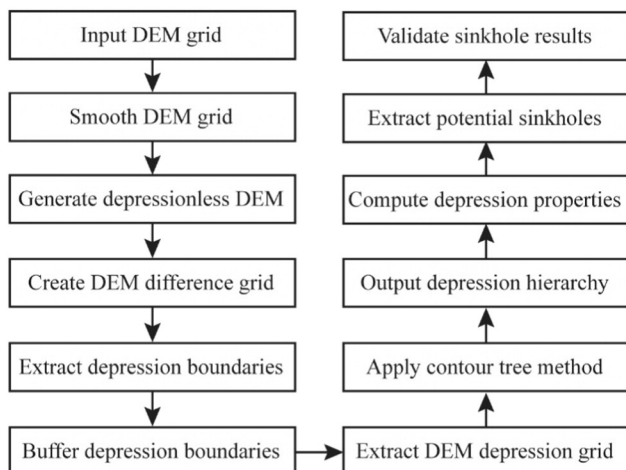 Input DEM grid
Smooth DEM grid
Generate depressionless DEM
Create DEM difference grid
Extract depression boundaries
Buffer depression boundaries
Extract DEM depression grid
Apply contour tree method
Output depression hierarchy
Compute depression properties
Extract potential sinkholes
Validate sinkhole results